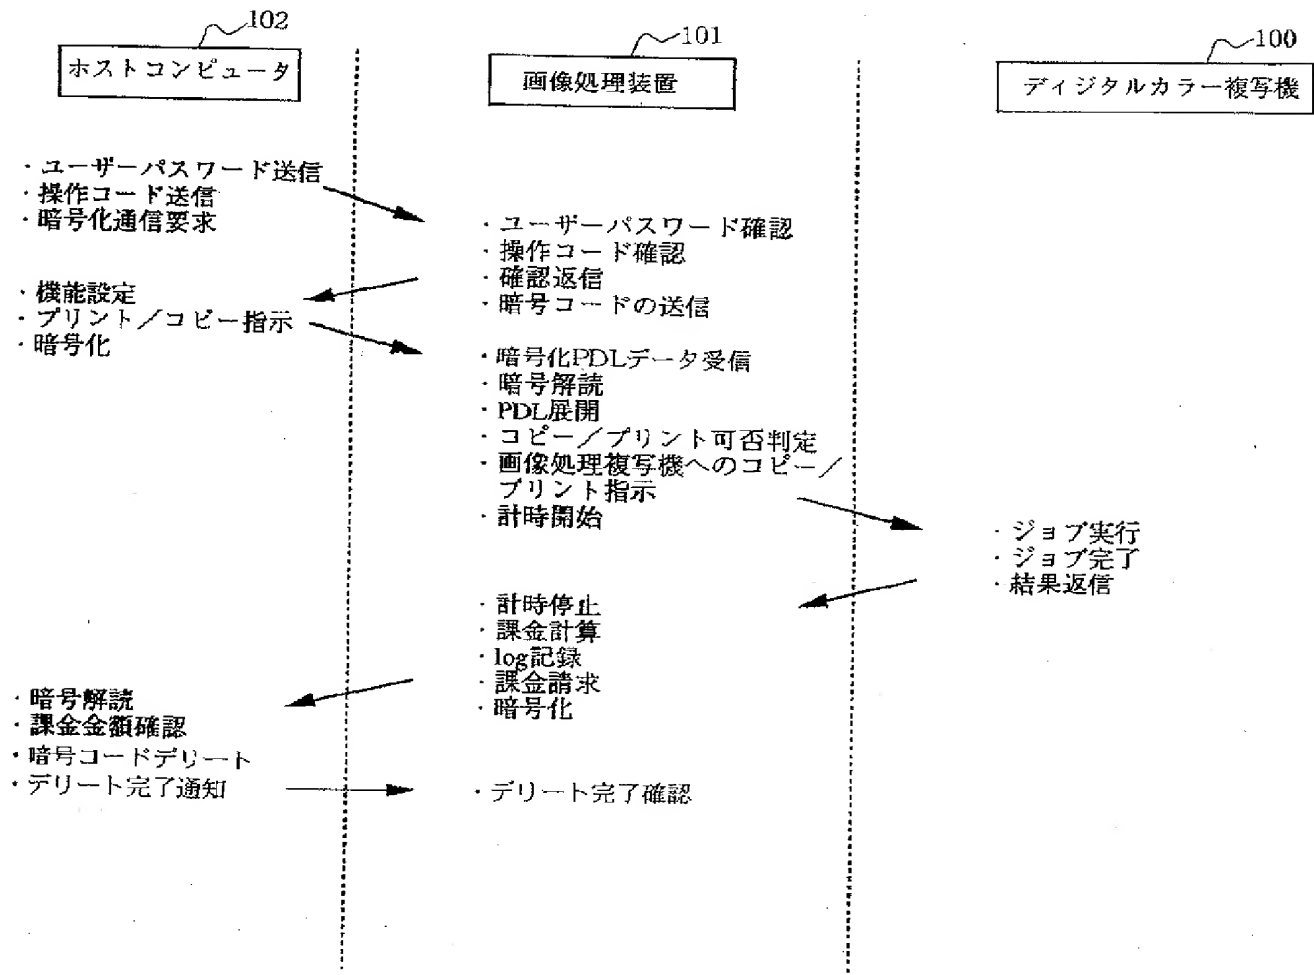 102
ホストコンピュータ
101
画像処理装置
100
ディジタルカラー複写機
・ユーザーパスワード送信
・操作コード送信
・暗号化通信要求
・ユーザーパスワード確認
・操作コード確認
・確認返信
・暗号コードの送信
・機能設定
・プリント／コピー指示
・暗号化
・暗号化PDLデータ受信
・暗号解読
・PDL展開
・コピー／プリント可否判定
・画像処理複写機へのコピー／
プリント指示
・計時開始
・ジョブ実行
・ジョブ完了
・結果返信
・計時停止
・課金計算
・log記録
・課金請求
・暗号化
・暗号解読
・課金金額確認
・暗号コードデリート
・デリート完了通知
・デリート完了確認